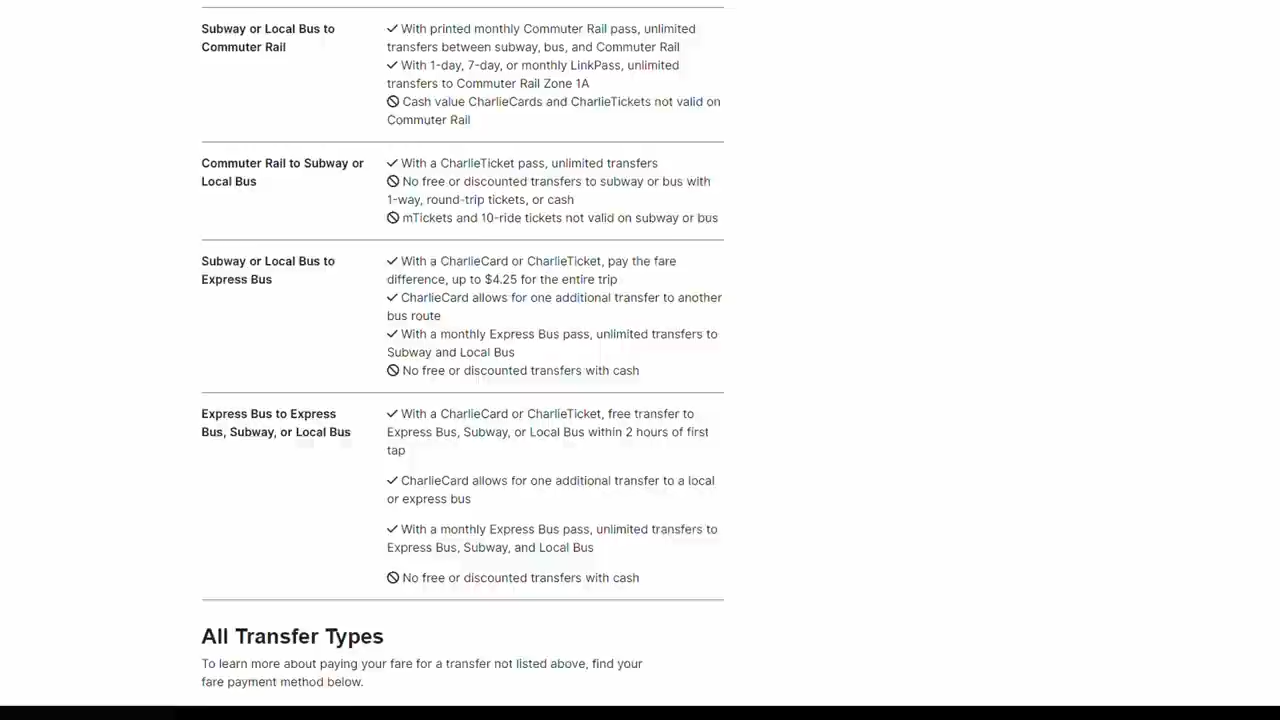 Subway or Local Bus to
Commuter Rail
✓ With printed monthly Commuter Rail pass, unlimited
transfers between subway, bus, and Commuter Rail
✓ With 1-day, 7-day, or monthly LinkPass, unlimited
transfers to Commuter Rail Zone 1A
🛇 Cash value CharlieCards and CharlieTickets not valid on
Commuter Rail
Commuter Rail to Subway or
Local Bus
✓ With a CharlieTicket pass, unlimited transfers
🛇 No free or discounted transfers to subway or bus with
1-way, round-trip tickets, or cash
🛇 mTickets and 10-ride tickets not valid on subway or bus
Subway or Local Bus to
Express Bus
✓ With a CharlieCard or CharlieTicket, pay the fare
difference, up to $4.25 for the entire trip
✓ CharlieCard allows for one additional transfer to another
bus route
✓ With a monthly Express Bus pass, unlimited transfers to
Subway and Local Bus
🛇 No free or discounted transfers with cash
Express Bus to Express
Bus, Subway, or Local Bus
✓ With a CharlieCard or CharlieTicket, free transfer to
Express Bus, Subway, or Local Bus within 2 hours of first
tap
✓ CharlieCard allows for one additional transfer to a local
or express bus
✓ With a monthly Express Bus pass, unlimited transfers to
Express Bus, Subway, and Local Bus
🛇 No free or discounted transfers with cash
All Transfer Types
To learn more about paying your fare for a transfer not listed above, find your
fare payment method below.